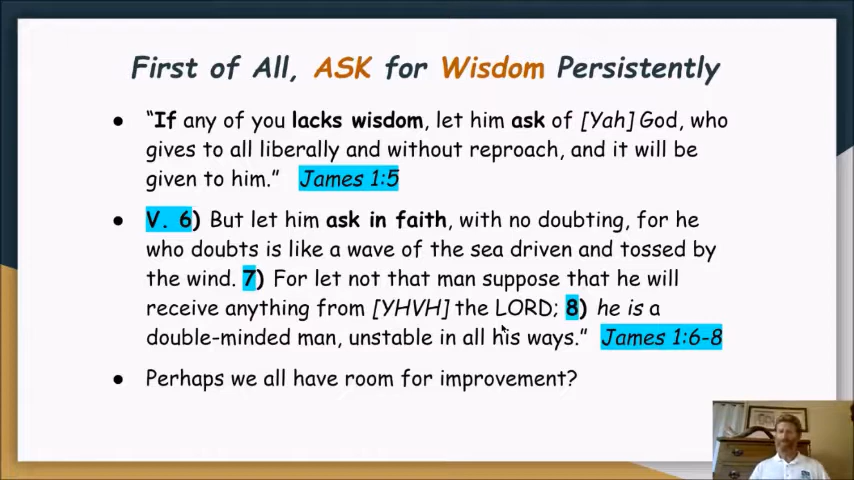 First of All, ASK for Wisdom Persistently
● “If any of you lacks wisdom, let him ask of [Yah] God, who
gives to all liberally and without reproach, and it will be
given to him.” James 1:5
● V. 6) But let him ask in faith, with no doubting, for he
who doubts is like a wave of the sea driven and tossed by
the wind. 7) For let not that man suppose that he will
receive anything from [YHVH] the LORD; 8) he is a
double-minded man, unstable in all his ways.” James 1:6-8
● Perhaps we all have room for improvement?